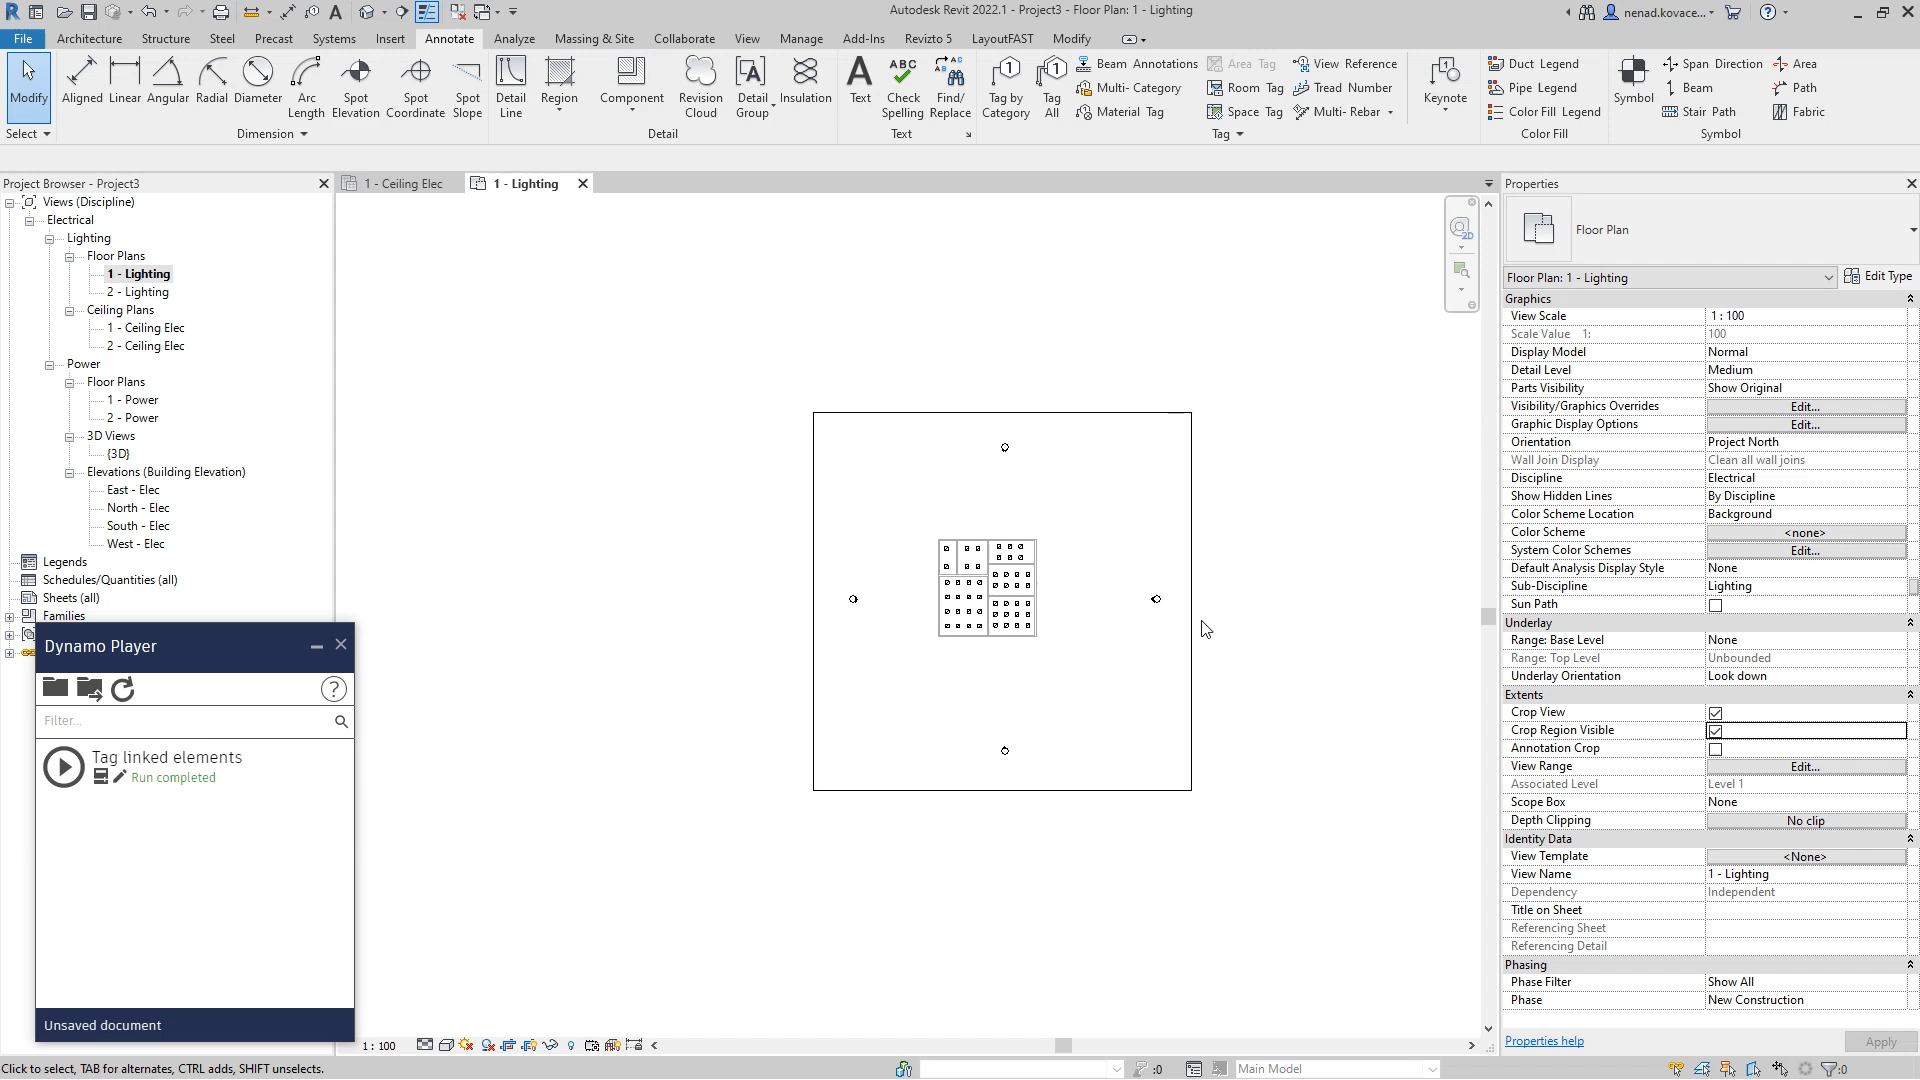 Autodesk Revit 2022.1 - Project3 - Floor Plan: 1 - Lighting
nenad.kovace...
File Architecture Structure Steel Precast Systems Insert Annotate Analyze Massing & Site Collaborate View Manage Add-Ins Revizto 5 LayoutFAST Modify
Modify
Aligned Linear Angular Radial Diameter Arc Length Spot Elevation Spot Coordinate Spot Slope
Detail Line Region Component Revision Cloud Detail Group Insulation
Text Check Spelling Find/ Replace
Tag by Category Tag All
Beam Annotations Area Tag View Reference
Multi- Category Room Tag Tread Number
Material Tag Space Tag Multi- Rebar
Keynote
Duct Legend
Pipe Legend
Color Fill Legend
Symbol
Span Direction Area
Beam Path
Stair Path Fabric
Select Dimension Detail Text Tag Color Fill Symbol
Project Browser - Project3
1 - Ceiling Elec 1 - Lighting
Views (Discipline)
Electrical
Lighting
Floor Plans
1 - Lighting
2 - Lighting
Ceiling Plans
1 - Ceiling Elec
2 - Ceiling Elec
Power
Floor Plans
1 - Power
2 - Power
3D Views
{3D}
Elevations (Building Elevation)
East - Elec
North - Elec
South - Elec
West - Elec
Legends
Schedules/Quantities (all)
Sheets (all)
Families
Dynamo Player
Filter...
Tag linked elements
Run completed
Unsaved document
2D
Properties
Floor Plan
Floor Plan: 1 - Lighting Edit Type
Graphics
View Scale 1 : 100
Scale Value 1: 100
Display Model Normal
Detail Level Medium
Parts Visibility Show Original
Visibility/Graphics Overrides Edit...
Graphic Display Options Edit...
Orientation Project North
Wall Join Display Clean all wall joins
Discipline Electrical
Show Hidden Lines By Discipline
Color Scheme Location Background
Color Scheme <none>
System Color Schemes Edit...
Default Analysis Display Style None
Sub-Discipline Lighting
Sun Path
Underlay
Range: Base Level None
Range: Top Level Unbounded
Underlay Orientation Look down
Extents
Crop View
Crop Region Visible
Annotation Crop
View Range Edit...
Associated Level Level 1
Scope Box None
Depth Clipping No clip
Identity Data
View Template <None>
View Name 1 - Lighting
Dependency Independent
Title on Sheet
Referencing Sheet
Referencing Detail
Phasing
Phase Filter Show All
Phase New Construction
Properties help Apply
1 : 100
Click to select, TAB for alternates, CTRL adds, SHIFT unselects.
:0 Main Model :0